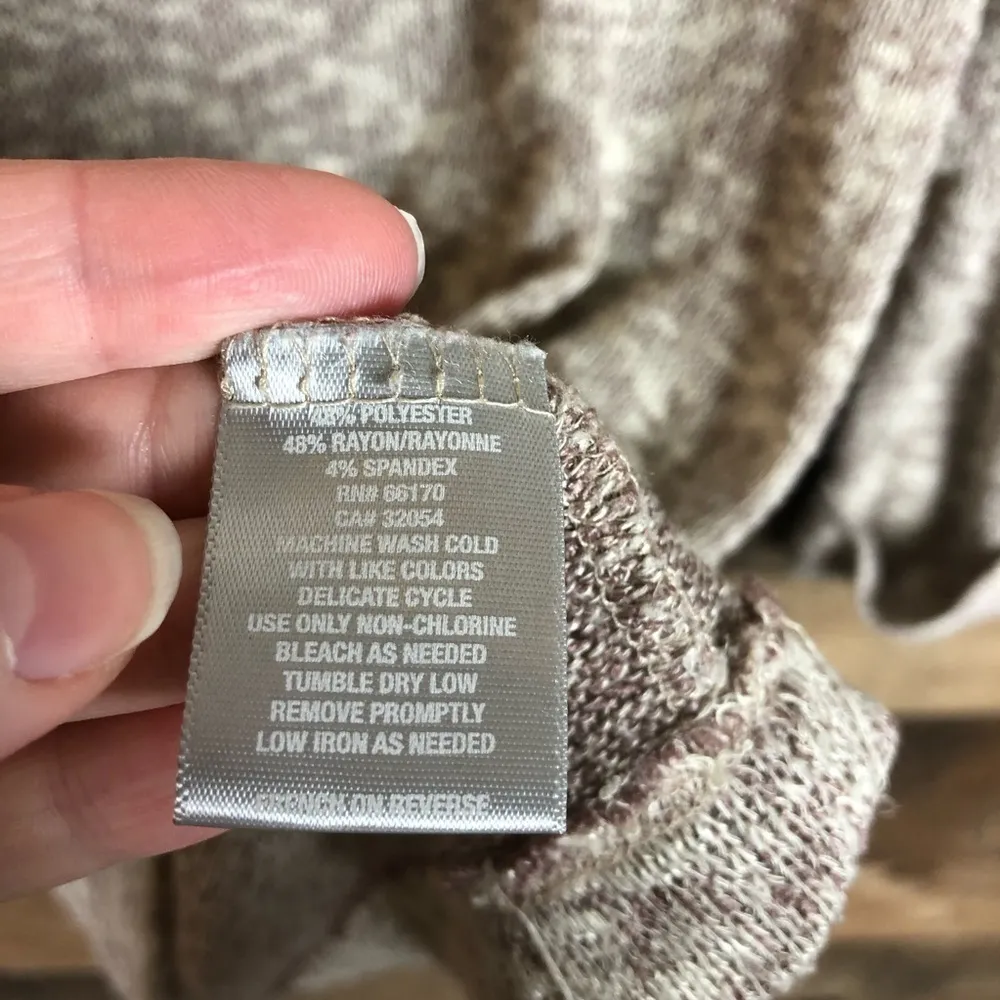 48% POLYESTER
48% RAYON/RAYONNE
4% SPANDEX
RN# 66170
CA# 32054
MACHINE WASH COLD
WITH LIKE COLORS
DELICATE CYCLE
USE ONLY NON-CHLORINE
BLEACH AS NEEDED
TUMBLE DRY LOW
REMOVE PROMPTLY
LOW IRON AS NEEDED
FRENCH ON REVERSE